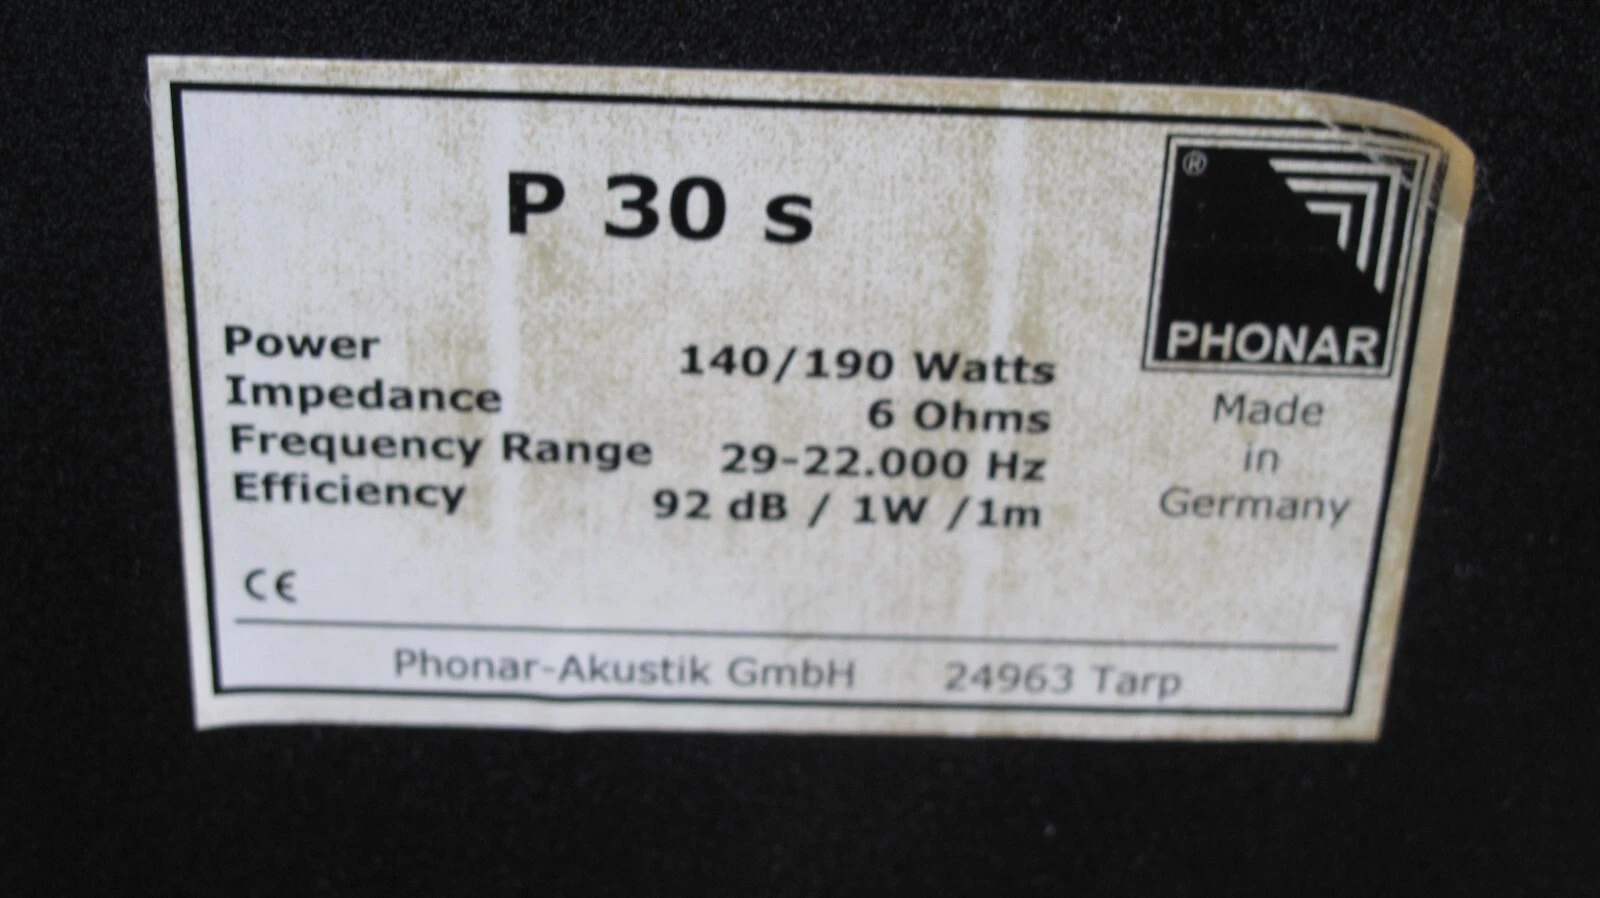 P 30 s
®
PHONAR
Made
in
Germany
Power 140/190 Watts
Impedance 6 Ohms
Frequency Range 29-22.000 Hz
Efficiency 92 dB / 1W /1m
CE
Phonar-Akustik GmbH 24963 Tarp